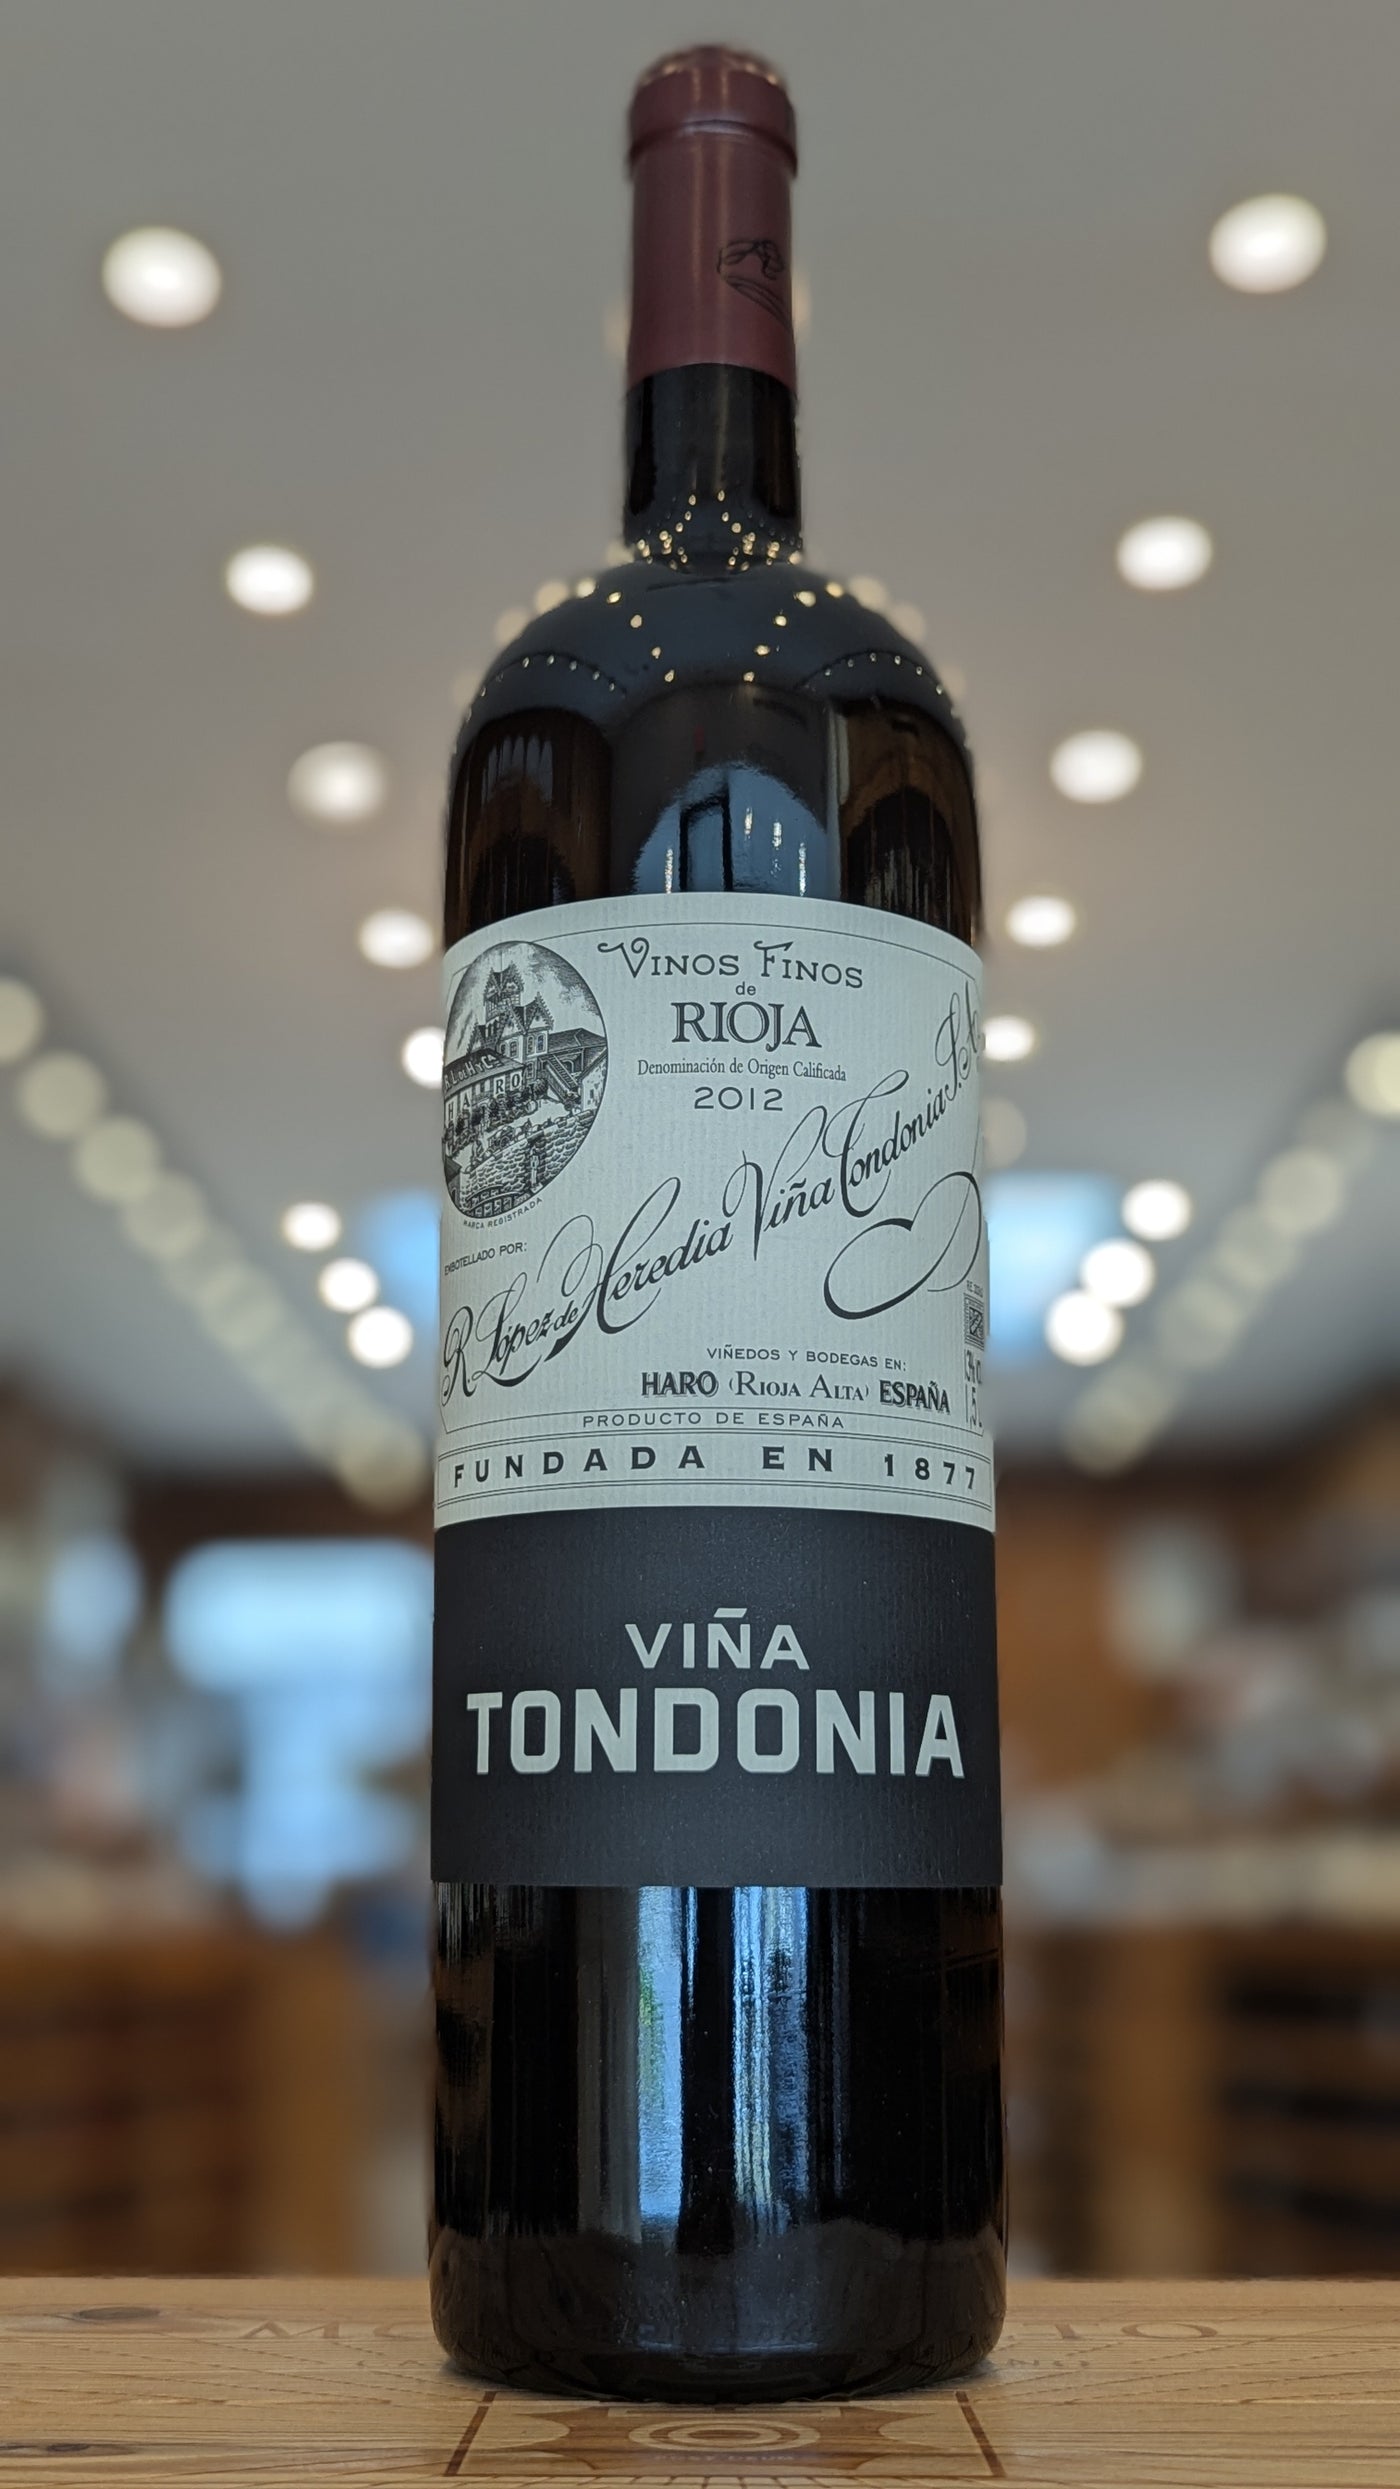 VINOS FINOS
de
RIOJA
Denominación de Origen Calificada
2012
HARO
MARCA REGISTRADA
EMBOTELLADO POR:
R. López de Heredia Viña Tondonia S.A.
VIÑEDOS Y BODEGAS EN:
HARO (RIOJA ALTA) ESPAÑA
PRODUCTO DE ESPAÑA
FUNDADA EN 1877
VIÑA
TONDONIA